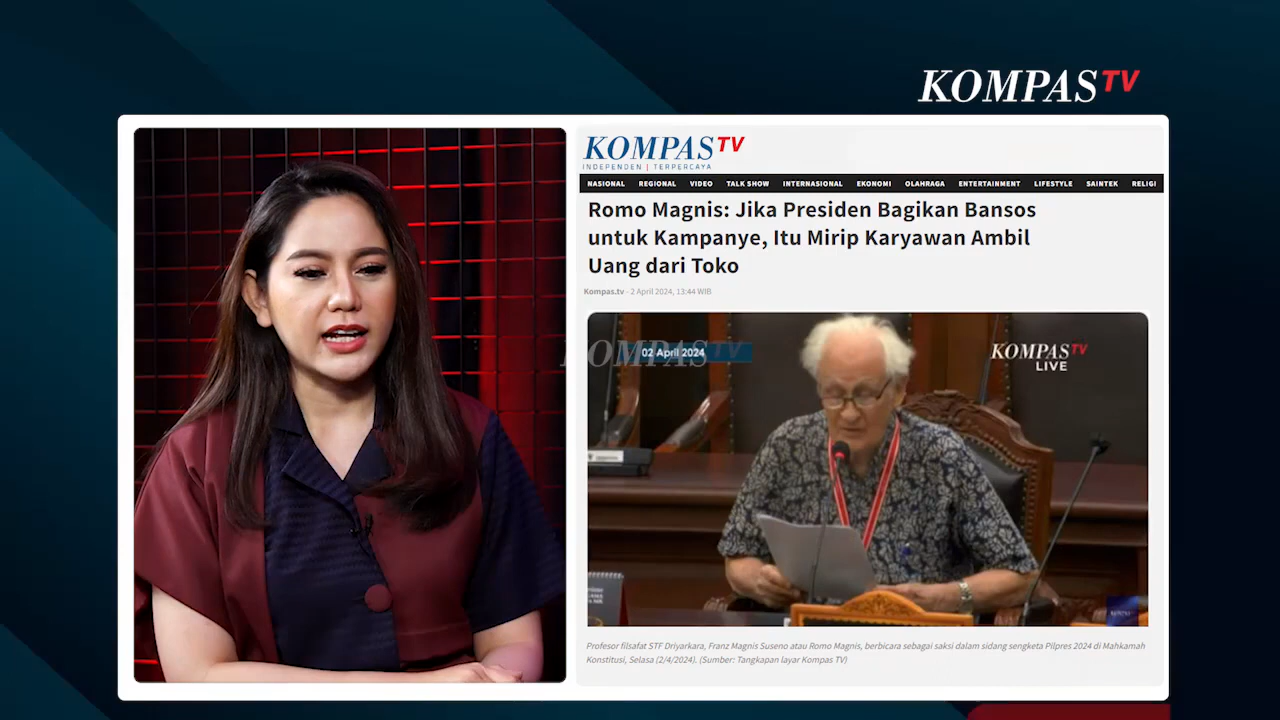 KOMPASTV
KOMPASTV
INDEPENDEN | TERPERCAYA
NASIONAL REGIONAL VIDEO TALK SHOW INTERNASIONAL EKONOMI OLAHRAGA ENTERTAINMENT LIFESTYLE SAINTEK RELIGI
Romo Magnis: Jika Presiden Bagikan Bansos
untuk Kampanye, Itu Mirip Karyawan Ambil
Uang dari Toko
Kompas.tv - 2 April 2024, 13:44 WIB
KOMPASTV
02 April 2024
KOMPASTV
LIVE
Profesor filsafat STF Driyarkara, Franz Magnis Suseno atau Romo Magnis, berbicara sebagai saksi dalam sidang sengketa Pilpres 2024 di Mahkamah
Konstitusi, Selasa (2/4/2024). (Sumber: Tangkapan layar Kompas TV)